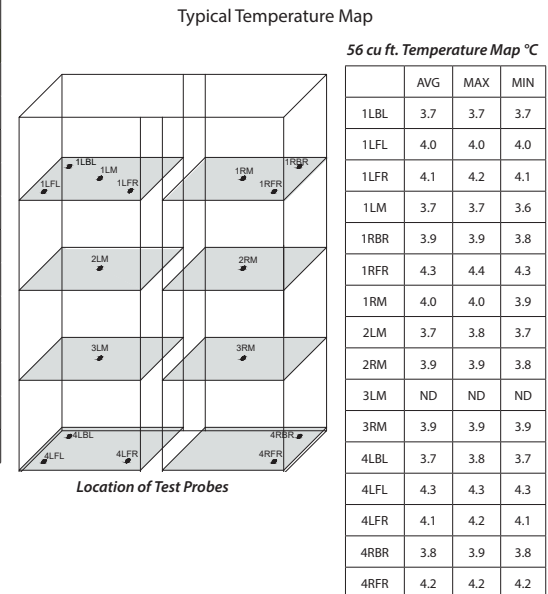 Typical Temperature Map
56 cu ft. Temperature Map °C
AVG MAX MIN
1LBL 3.7 3.7 3.7
1LFL 4.0 4.0 4.0
1LFR 4.1 4.2 4.1
1LM 3.7 3.7 3.6
1RBR 3.9 3.9 3.8
1RFR 4.3 4.4 4.3
1RM 4.0 4.0 3.9
2LM 3.7 3.8 3.7
2RM 3.9 3.9 3.8
3LM ND ND ND
3RM 3.9 3.9 3.9
4LBL 3.7 3.8 3.7
4LFL 4.3 4.3 4.3
4LFR 4.1 4.2 4.1
4RBR 3.8 3.9 3.8
4RFR 4.2 4.2 4.2
1LBL
1LM
1LFL
1LFR
1RBR
1RM
1RFR
2LM
2RM
3LM
3RM
4LBL
4LFL
4LFR
4RBR
4RFR
Location of Test Probes